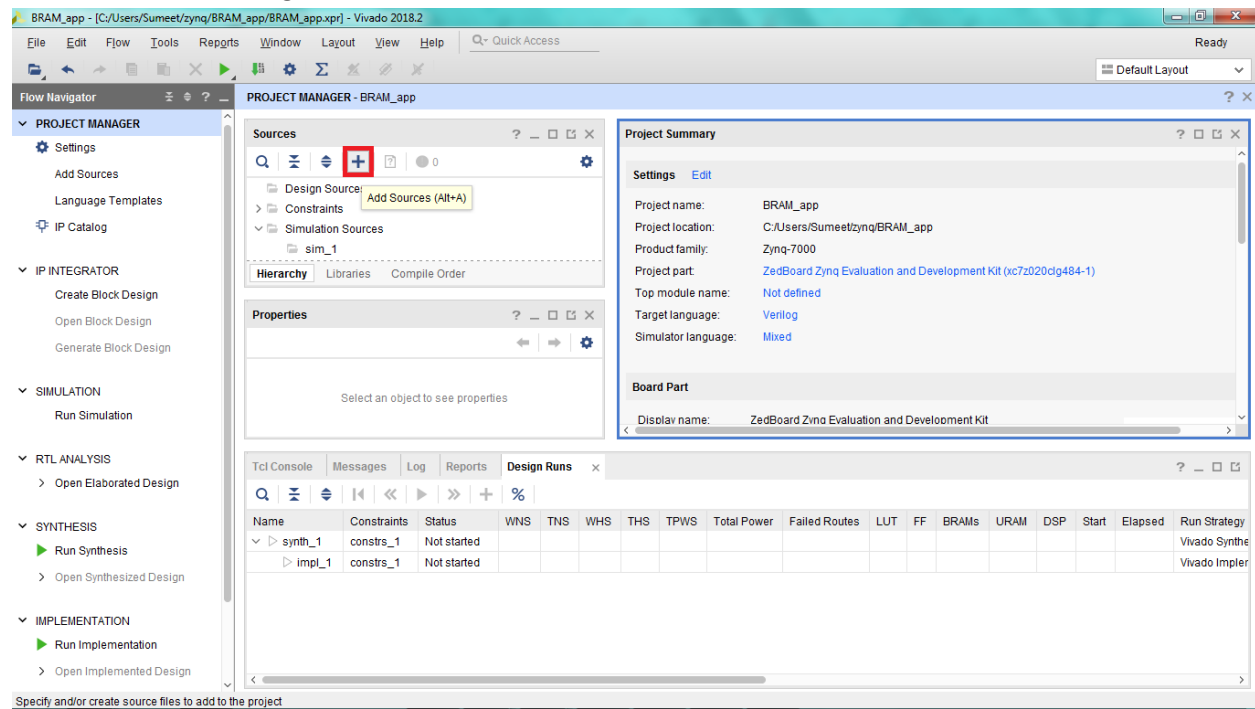 BRAM_app - [C:/Users/Sumeet/zynq/BRAM_app/BRAM_app.xpr] - Vivado 2018.2
File Edit Flow Tools Reports Window Layout View Help Quick Access Ready
Default Layout
Flow Navigator
PROJECT MANAGER
Settings
Add Sources
Language Templates
IP Catalog
IP INTEGRATOR
Create Block Design
Open Block Design
Generate Block Design
SIMULATION
Run Simulation
RTL ANALYSIS
Open Elaborated Design
SYNTHESIS
Run Synthesis
Open Synthesized Design
IMPLEMENTATION
Run Implementation
Open Implemented Design
PROJECT MANAGER - BRAM_app
Sources
0
Design Sources
Add Sources (Alt+A)
Constraints
Simulation Sources
sim_1
Hierarchy Libraries Compile Order
Properties
Select an object to see properties
Project Summary
Settings Edit
Project name: BRAM_app
Project location: C:/Users/Sumeet/zynq/BRAM_app
Product family: Zynq-7000
Project part: ZedBoard Zynq Evaluation and Development Kit (xc7z020clg484-1)
Top module name: Not defined
Target language: Verilog
Simulator language: Mixed
Board Part
Display name: ZedBoard Zynq Evaluation and Development Kit
Tcl Console Messages Log Reports Design Runs
Name Constraints Status WNS TNS WHS THS TPWS Total Power Failed Routes LUT FF BRAMs URAM DSP Start Elapsed Run Strategy
synth_1 constrs_1 Not started Vivado Synthe
impl_1 constrs_1 Not started Vivado Impler
Specify and/or create source files to add to the project